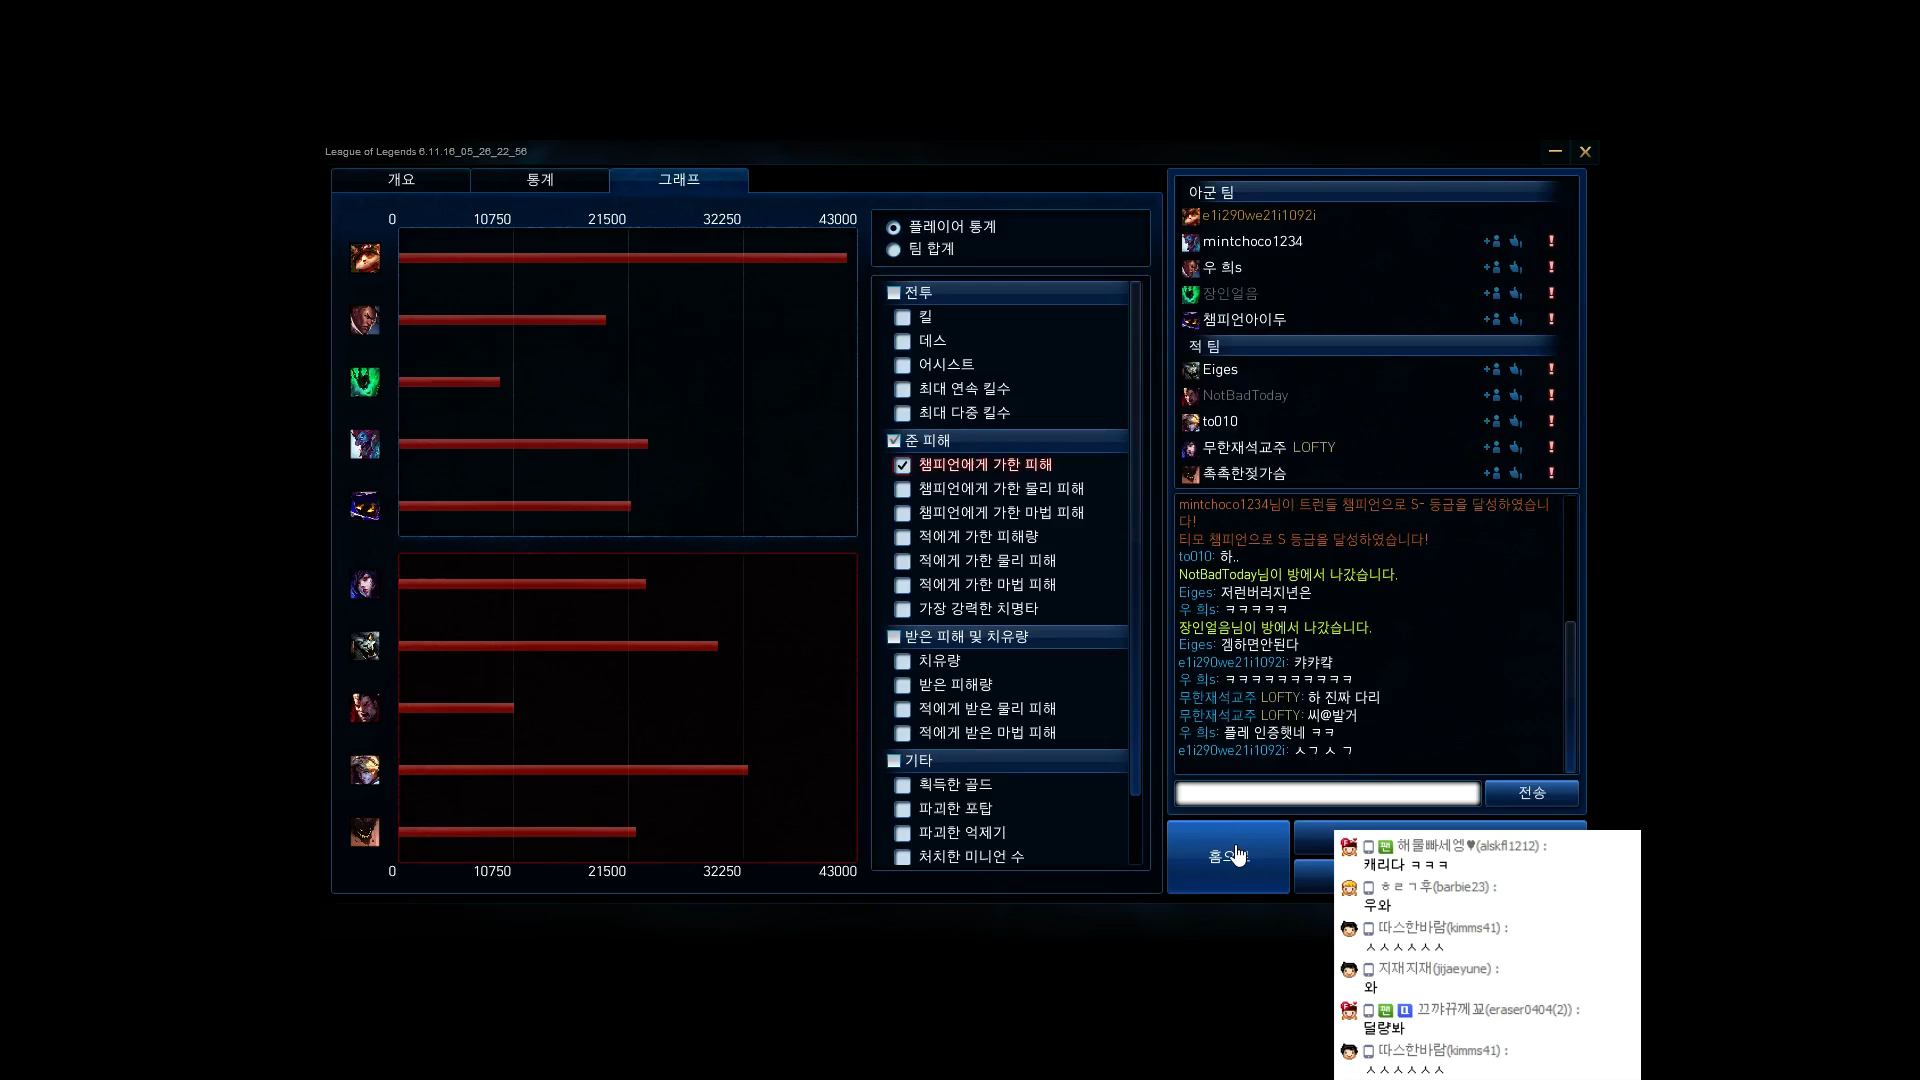 League of Legends 6.11.16_05_26_22_56
개요
통계
그래프
0 10750 21500 32250 43000
0 10750 21500 32250 43000
플레이어 통계
팀 합계
전투
킬
데스
어시스트
최대 연속 킬수
최대 다중 킬수
준 피해
챔피언에게 가한 피해
챔피언에게 가한 물리 피해
챔피언에게 가한 마법 피해
적에게 가한 피해량
적에게 가한 물리 피해
적에게 가한 마법 피해
가장 강력한 치명타
받은 피해 및 치유량
치유량
받은 피해량
적에게 받은 물리 피해
적에게 받은 마법 피해
기타
획득한 골드
파괴한 포탑
파괴한 억제기
처치한 미니언 수
아군 팀
e1i290we21i1092i
mintchoco1234
우 희s
장인얼음
챔피언아이두
적 팀
Eiges
NotBadToday
to010
무한재석교주 LOFTY
촉촉한젖가슴
mintchoco1234님이 트런들 챔피언으로 S- 등급을 달성하였습니
다!
티모 챔피언으로 S 등급을 달성하였습니다!
to010: 하..
NotBadToday님이 방에서 나갔습니다.
Eiges: 저런버러지년은
우 희s: ㅋㅋㅋㅋㅋ
장인얼음님이 방에서 나갔습니다.
Eiges: 겜하면안된다
e1i290we21i1092i: 캬캬캌
우 희s: ㅋㅋㅋㅋㅋㅋㅋㅋㅋㅋ
무한재석교주 LOFTY: 하 진짜 다리
무한재석교주 LOFTY: 씨@발거
우 희s: 플레 인증햇네 ㅋㅋ
e1i290we21i1092i: ㅅㄱ ㅅ ㄱ
전송
팬 해물빠세엥♥(alskfl1212) :
캐리다 ㅋㅋㅋ
ㅎㄹㄱ후(barbie23) :
우와
따스한바람(kimms41) :
ㅅㅅㅅㅅㅅㅅ
지재지재(jijaeyune) :
와
팬 끄꺄뀨께꾜(eraser0404(2)) :
딜량봐
따스한바람(kimms41) :
ㅅㅅㅅㅅㅅㅅ